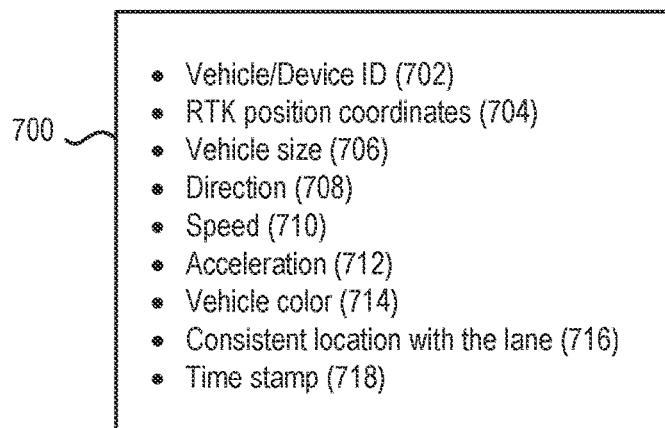 • Vehicle/Device ID (702)
• RTK position coordinates (704)
700
• Vehicle size (706)
• Direction (708)
• Speed (710)
• Acceleration (712)
• Vehicle color (714)
• Consistent location with the lane (716)
• Time stamp (718)